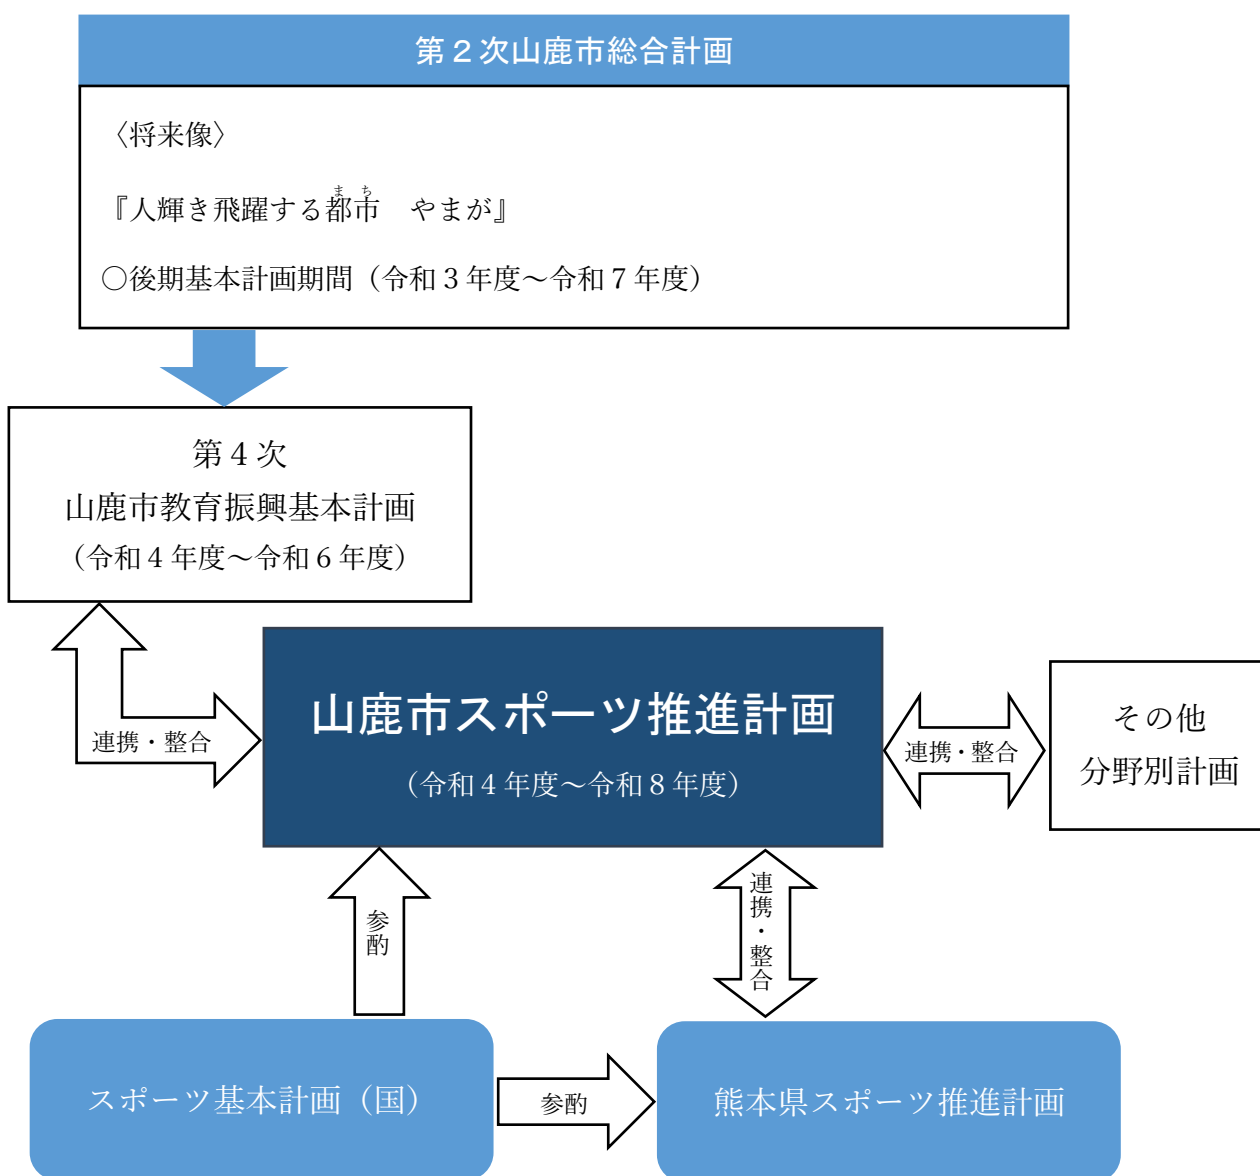 第２次山鹿市総合計画
〈将来像〉
『人輝き飛躍する都市　やまが』
まち
○後期基本計画期間（令和３年度～令和７年度）
第４次
山鹿市教育振興基本計画
（令和４年度～令和６年度）
連携・整合
山鹿市スポーツ推進計画
（令和４年度～令和８年度）
連携・整合
その他
分野別計画
参酌
連携・整合
スポーツ基本計画（国）
参酌
熊本県スポーツ推進計画